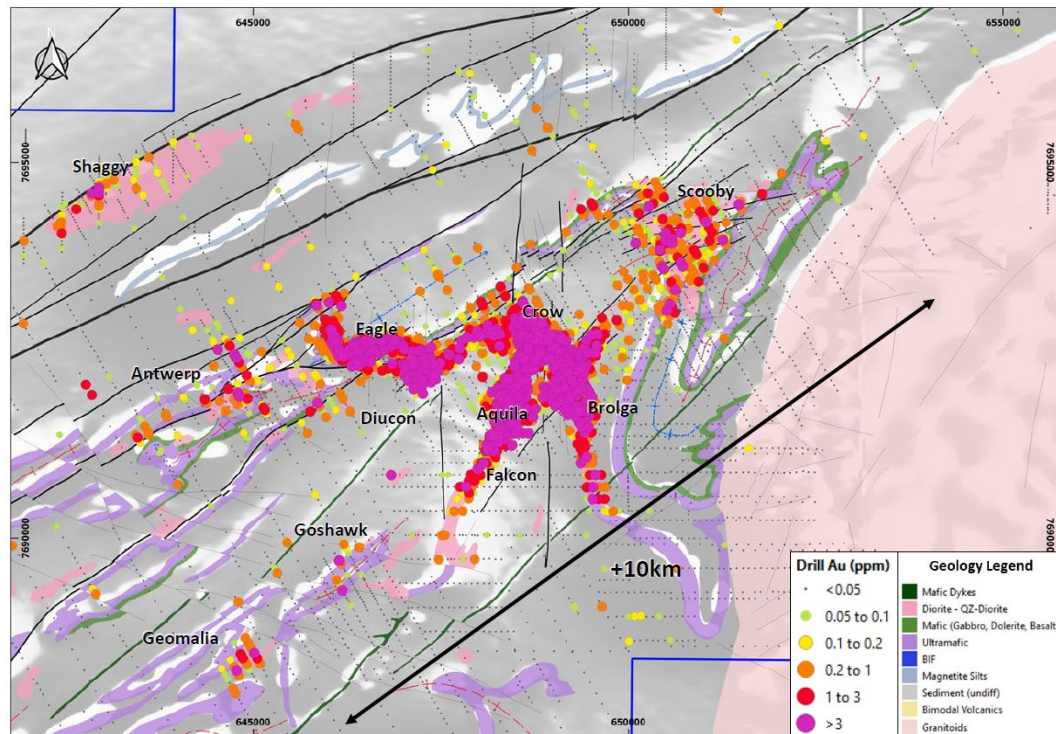 645000
650000
655000
N
7695000
7695000
Shaggy
Scooby
Crow
Eagle
Antwerp
Diucon
Aquila
Brolga
Falcon
Goshawk
7690000
7690000
+10km
Geomalia
645000
650000
Drill Au (ppm)
<0.05
0.05 to 0.1
0.1 to 0.2
0.2 to 1
1 to 3
>3
Geology Legend
Mafic Dykes
Diorite - QZ-Diorite
Mafic (Gabbro, Dolerite, Basalt
Ultramafic
BIF
Magnetite Silts
Sediment (undiff)
Bimodal Volcanics
Granitoids